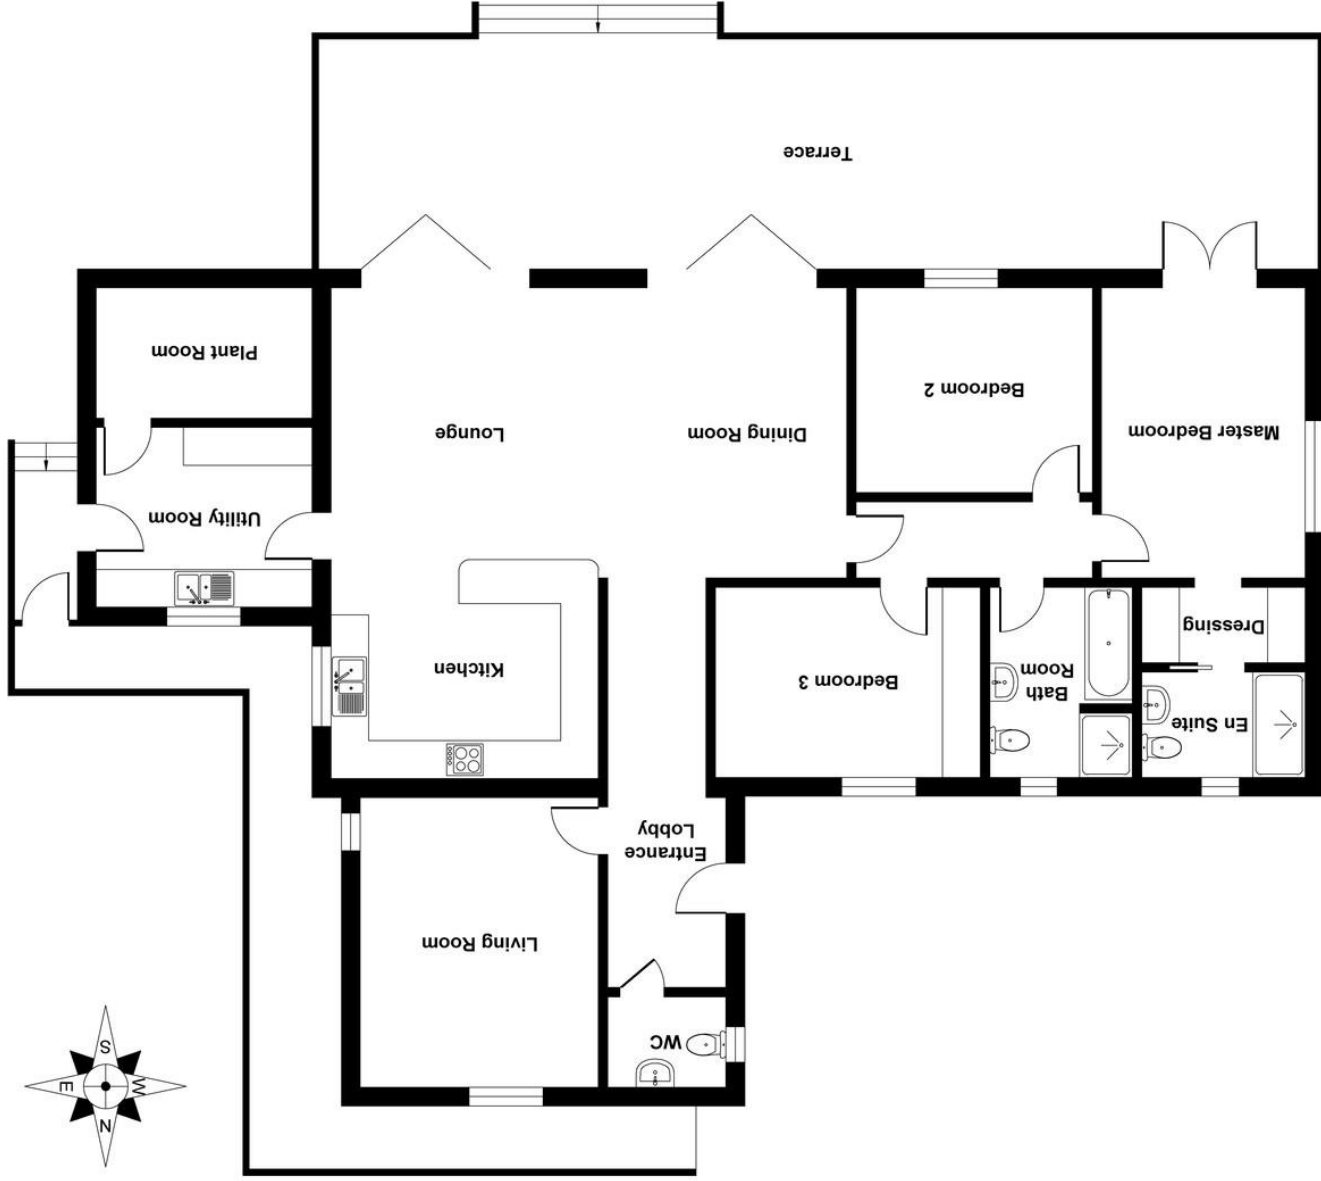 Terrace
Plant Room
Lounge
Dining Room
Bedroom 2
Master Bedroom
Utility Room
Kitchen
Bedroom 3
Bath
Room
Dressing
En Suite
Entrance
Lobby
Living Room
WC
S
E
W
N